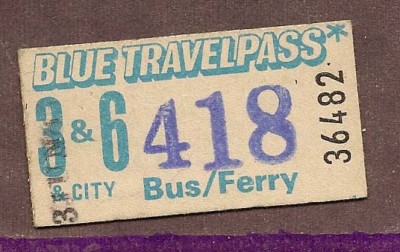 BLUE TRAVELPASS*
3 & 6 418
& CITY Bus/Ferry
36482